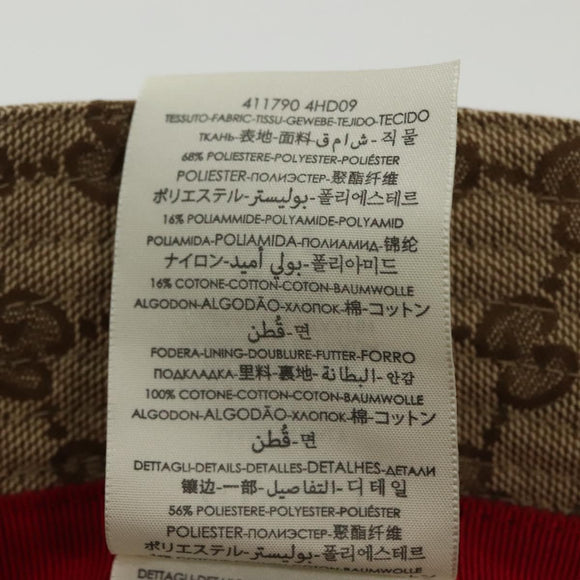 411790 4HD09
TESSUTO-FABRIC-TISSU-GEWEBE-TEJIDO-TECIDO
ТКАНЬ-表地-面料-قماش-직물
68% POLIESTERE-POLYESTER-POLIÉSTER
POLIESTER-ПОЛИЭСТЕР-聚酯纤维
ポリエステル-بوليستر-폴리에스테르
16% POLIAMMIDE-POLYAMIDE-POLYAMID
POLIAMIDA-POLIAMIDA-ПОЛИАМИД-锦纶
ナイロン-بولي أميد-폴리아미드
16% COTONE-COTTON-COTON-BAUMWOLLE
ALGODON-ALGODÃO-ХЛОПОК-棉-コットン
قُطن-면
FODERA-LINING-DOUBLURE-FUTTER-FORRO
ПОДКЛАДКА-里料-裏地-البطانة-안감
100% COTONE-COTTON-COTON-BAUMWOLLE
ALGODON-ALGODÃO-ХЛОПОК-棉-コットン
قُطن-면
DETTAGLI-DETAILS-DETALLES-DETALHES-ДЕТАЛИ
镶边-一部-التفاصيل-디테일
56% POLIESTERE-POLYESTER-POLIÉSTER
POLIESTER-ПОЛИЭСТЕР-聚酯纤维
ポリエステル-بوليستر-폴리에스테르